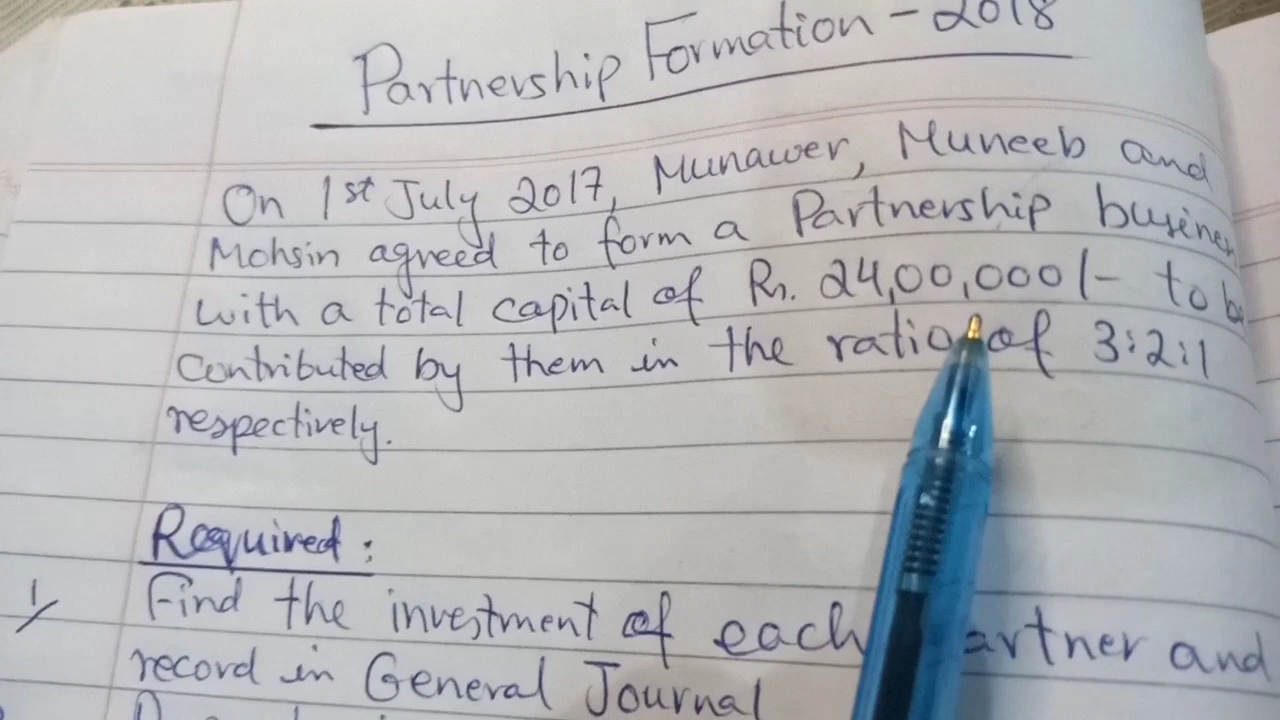 Partnership Formation - 2018
On 1st July 2017, Munawer, Muneeb and
Mohsin agreed to form a Partnership busines
with a total capital of Rs. 24,00,000/- to be
Contributed by them in the ratio of 3:2:1
respectively.
Required:
1/ Find the investment of each artner and
record in General Journal